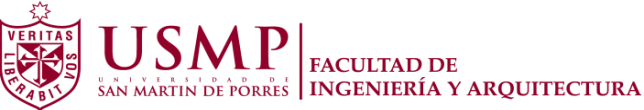 VERITAS
LIBERABIT VOS
USMP
UNIVERSIDAD DE
SAN MARTIN DE PORRES
FACULTAD DE
INGENIERÍA Y ARQUITECTURA